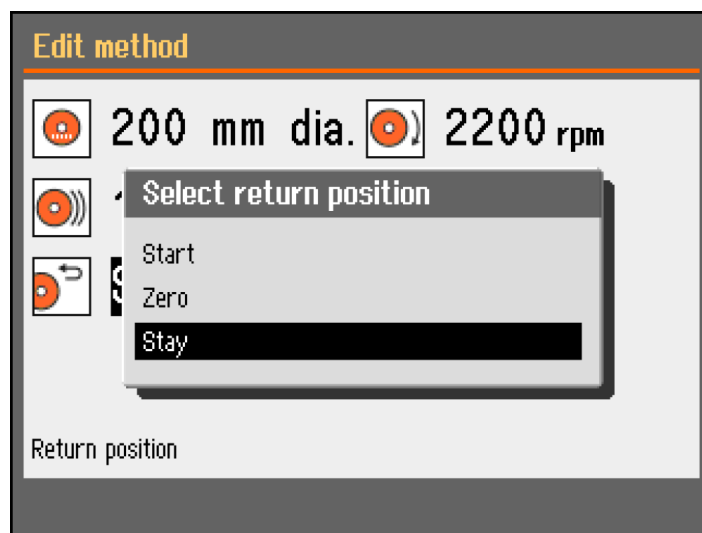 Edit method
200 mm dia. 2200 rpm
Select return position
Start
Zero
Stay
Return position